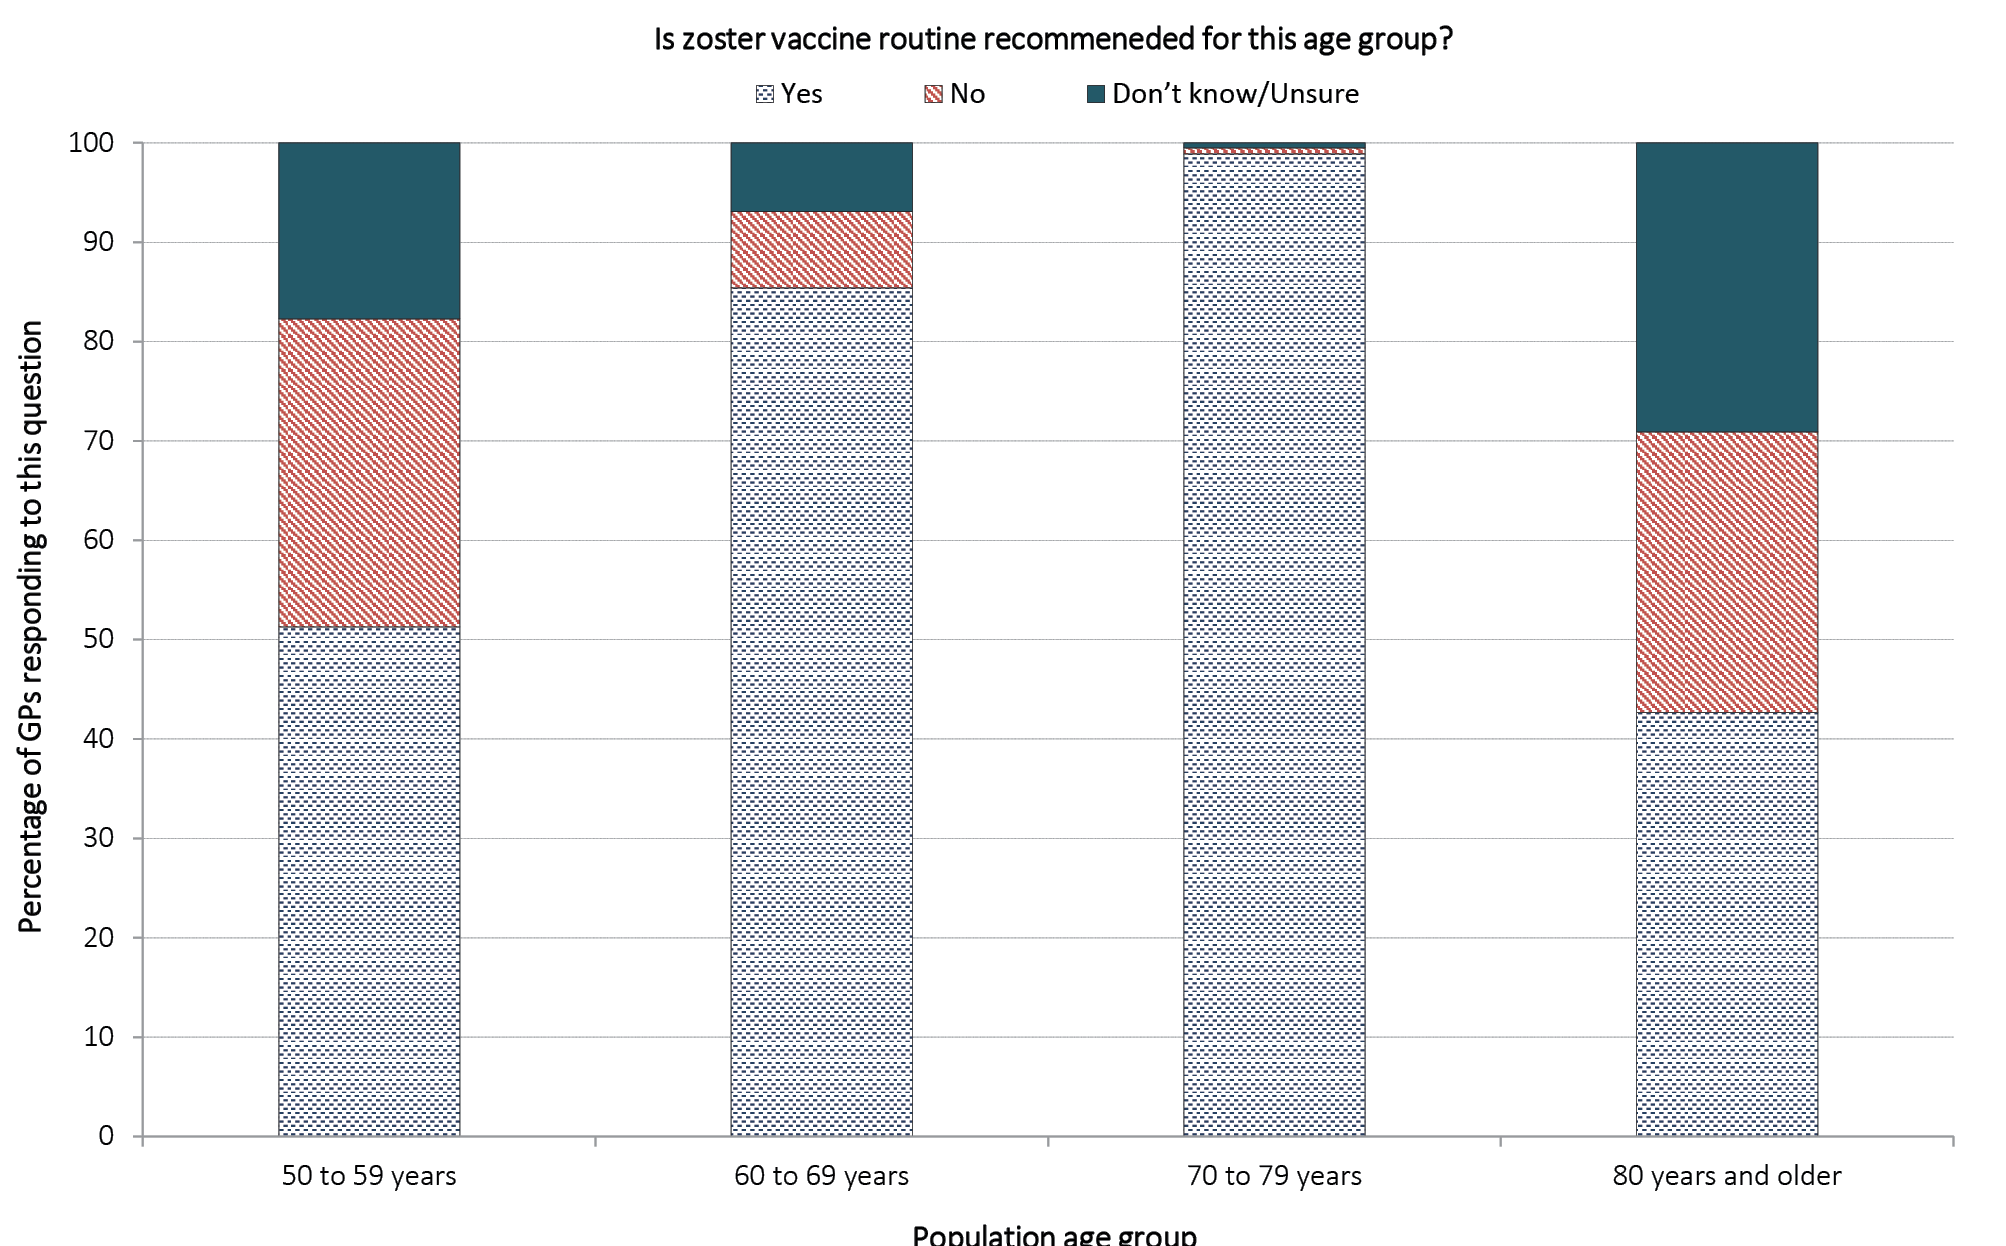 Is zoster vaccine routine recommeneded for this age group?
Yes No Don’t know/Unsure
Percentage of GPs responding to this question
100
90
80
70
60
50
40
30
20
10
0
50 to 59 years 60 to 69 years 70 to 79 years 80 years and older
Population age group